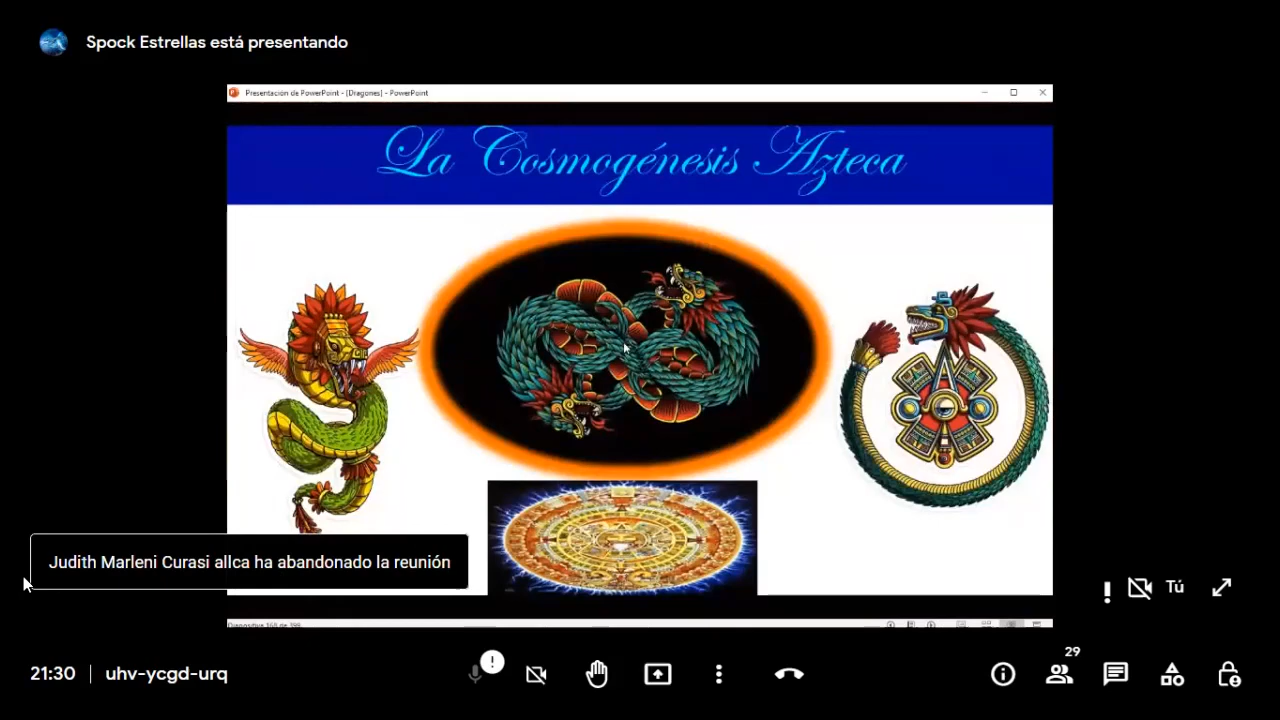 Spock Estrellas está presentando
Presentación de PowerPoint - [Dragones] - PowerPoint
La Cosmogénesis Azteca
Judith Marleni Curasi allca ha abandonado la reunión
Tú
29
21:30
uhv-ycgd-urq